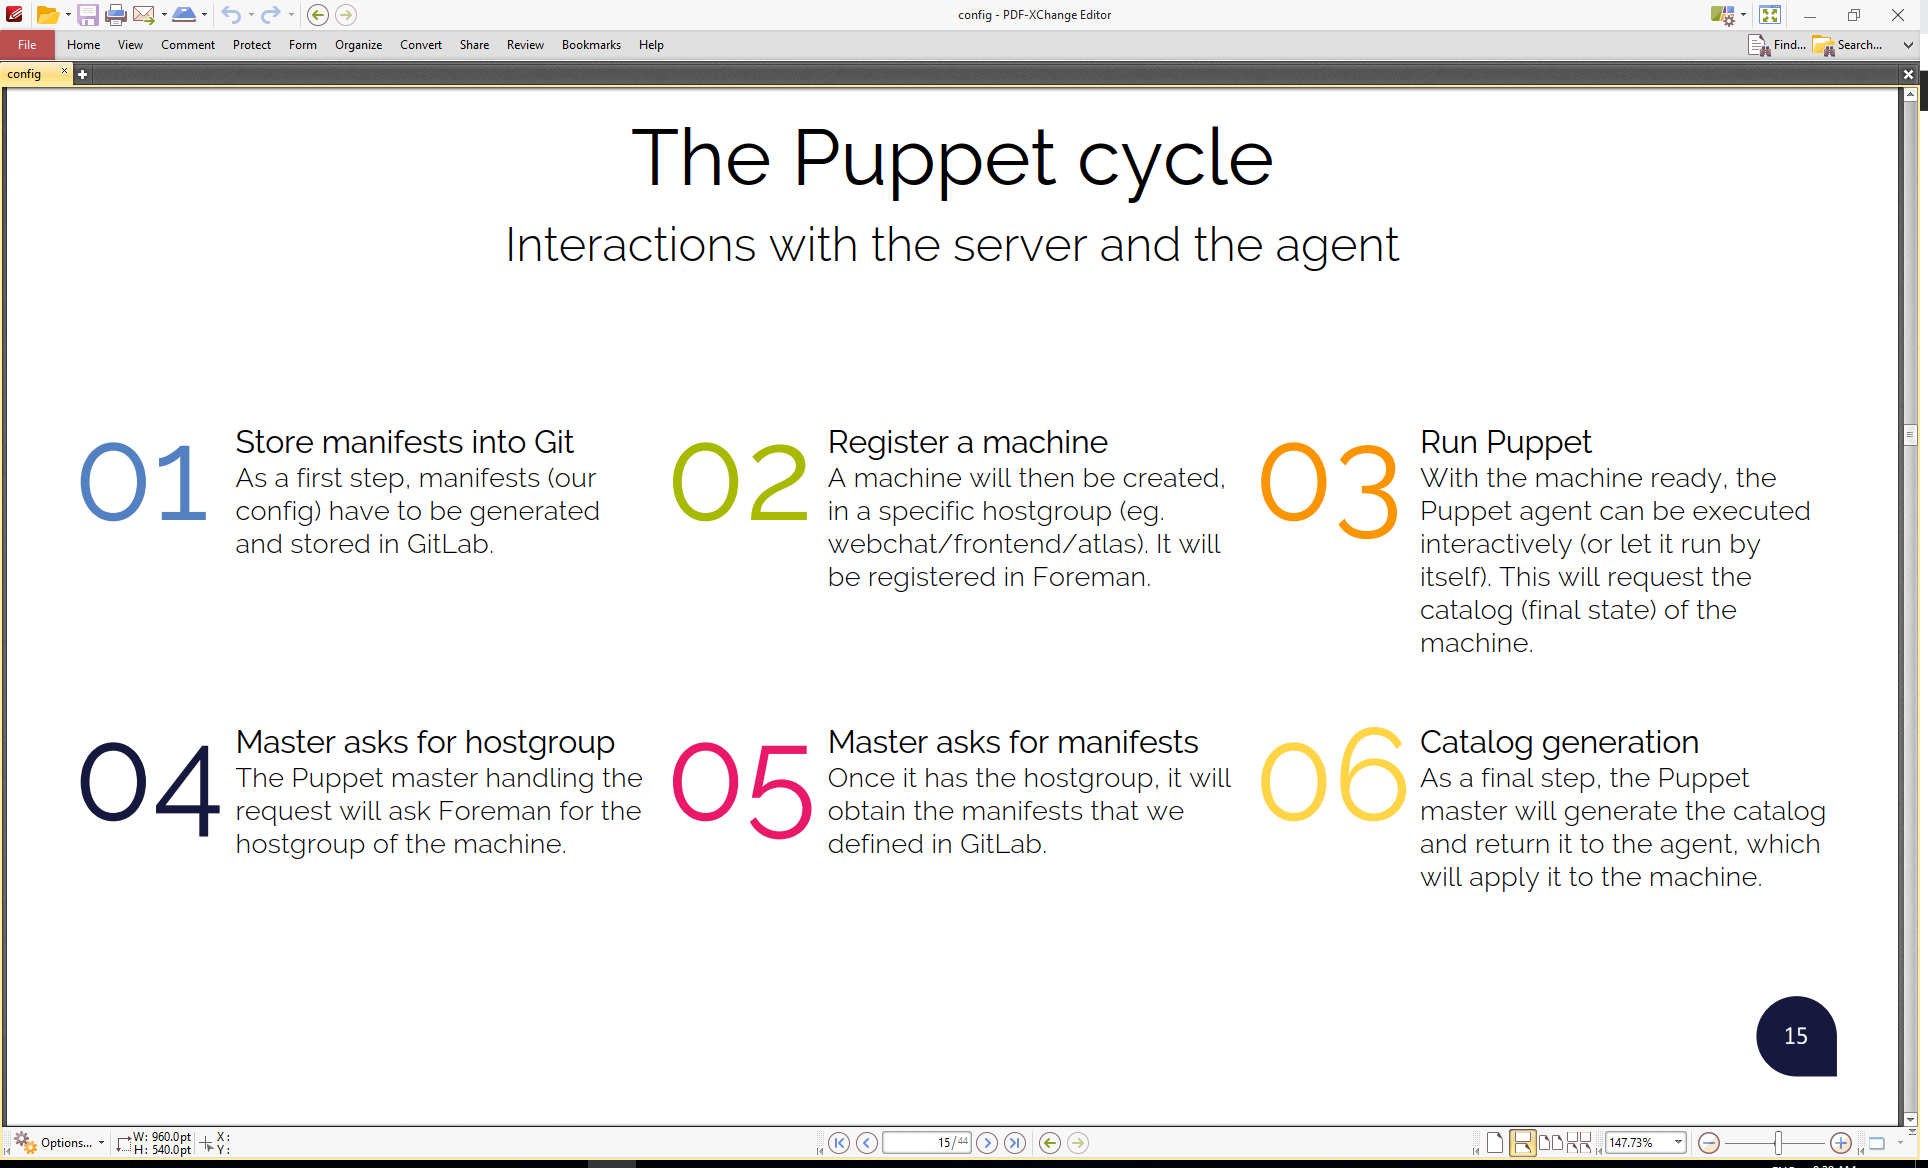 config - PDF-XChange Editor
File Home View Comment Protect Form Organize Convert Share Review Bookmarks Help Find... Search...
config
The Puppet cycle
Interactions with the server and the agent
01
Store manifests into Git
As a first step, manifests (our
config) have to be generated
and stored in GitLab.
02
Register a machine
A machine will then be created,
in a specific hostgroup (eg.
webchat/frontend/atlas). It will
be registered in Foreman.
03
Run Puppet
With the machine ready, the
Puppet agent can be executed
interactively (or let it run by
itself). This will request the
catalog (final state) of the
machine.
04
Master asks for hostgroup
The Puppet master handling the
request will ask Foreman for the
hostgroup of the machine.
05
Master asks for manifests
Once it has the hostgroup, it will
obtain the manifests that we
defined in GitLab.
06
Catalog generation
As a final step, the Puppet
master will generate the catalog
and return it to the agent, which
will apply it to the machine.
15
Options... W: 960.0pt X:
H: 540.0pt Y:
15 / 44
147.73%